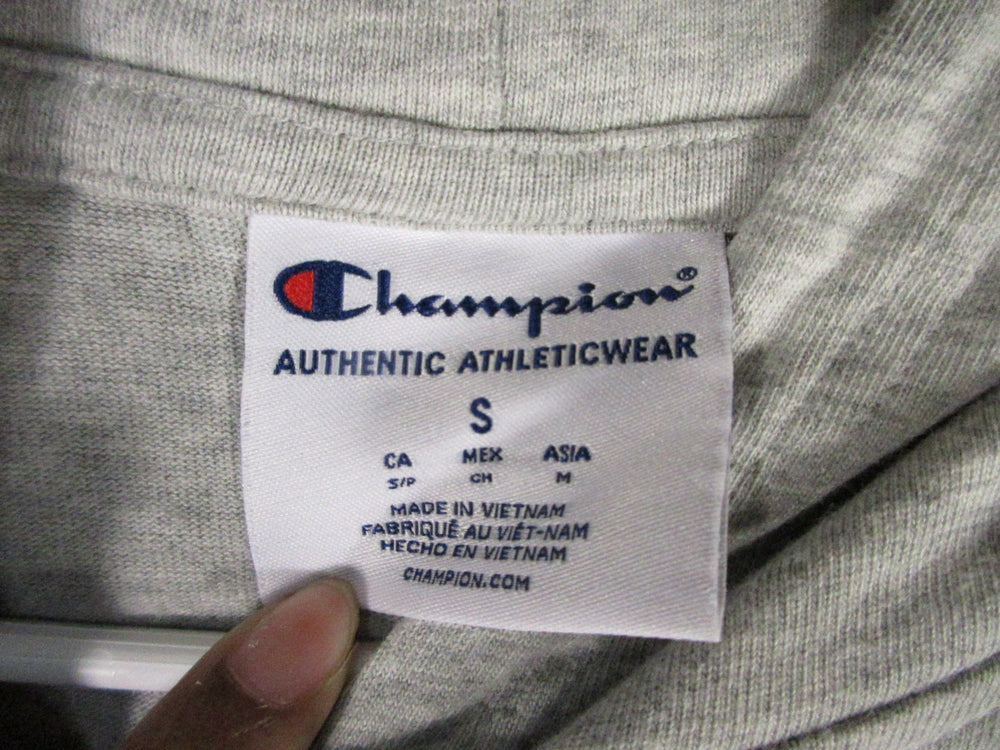 Champion®
AUTHENTIC ATHLETICWEAR
S
CA MEX ASIA
S/P CH M
MADE IN VIETNAM
FABRIQUÉ AU VIÊT-NAM
HECHO EN VIETNAM
CHAMPION.COM